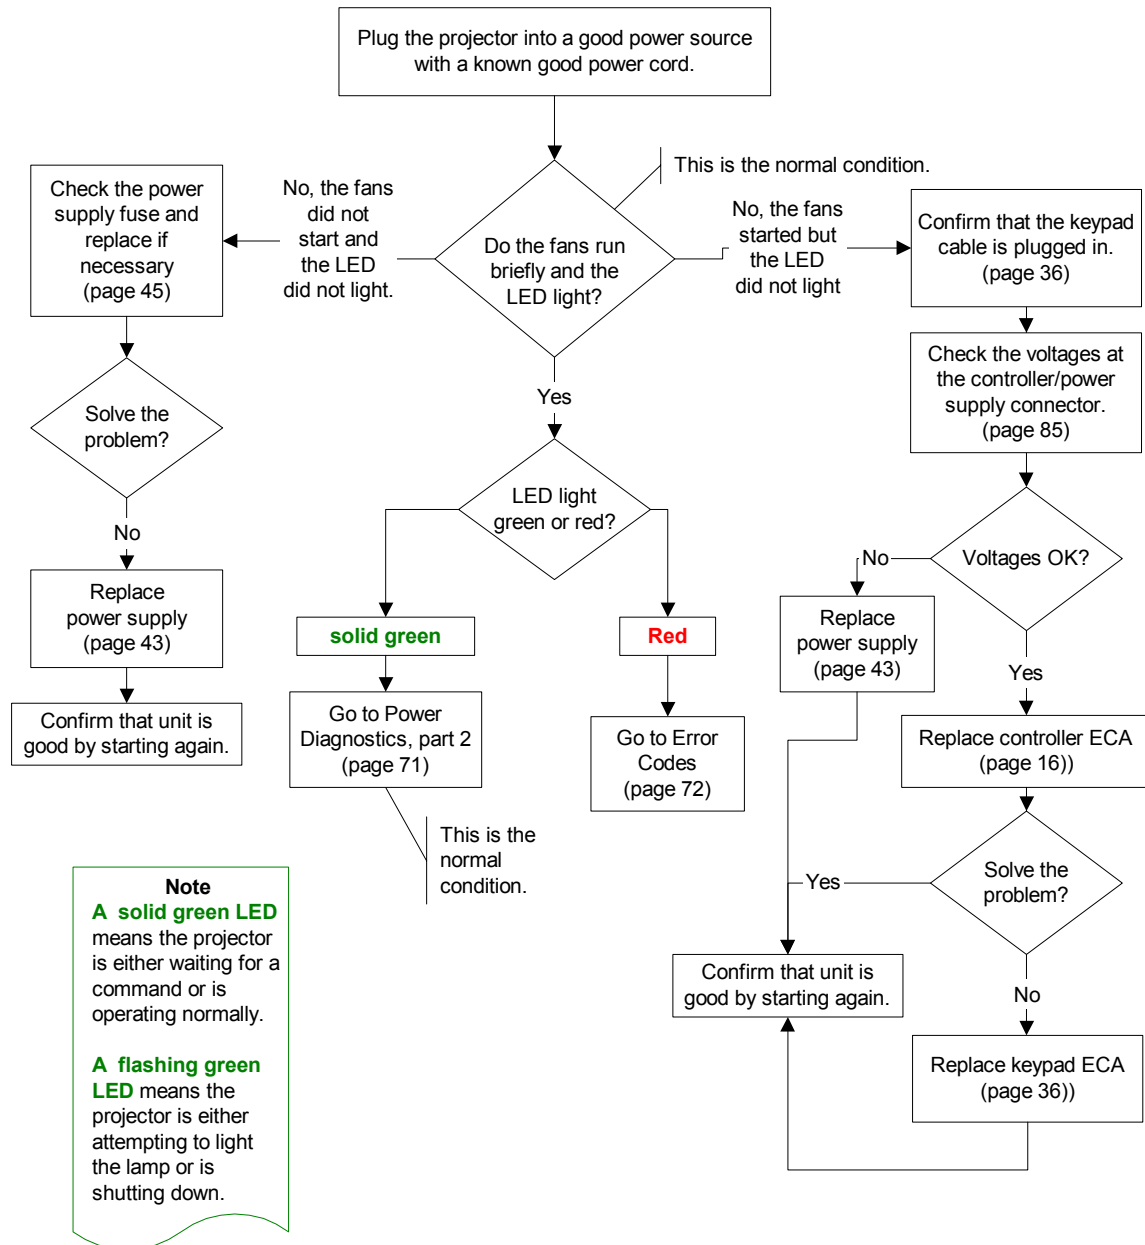 Plug the projector into a good power source
with a known good power cord.
This is the normal condition.
Check the power
supply fuse and
replace if
necessary
(page 45)
No, the fans
did not
start and
the LED
did not light.
Do the fans run
briefly and the
LED light?
No, the fans
started but
the LED
did not light
Confirm that the keypad
cable is plugged in.
(page 36)
Check the voltages at
the controller/power
supply connector.
(page 85)
Solve the
problem?
Yes
LED light
green or red?
No
Voltages OK?
No
Replace
power supply
(page 43)
Replace
power supply
(page 43)
Yes
solid green
Red
Confirm that unit is
good by starting again.
Go to Power
Diagnostics, part 2
(page 71)
Go to Error
Codes
(page 72)
Replace controller ECA
(page 16))
This is the
normal
condition.
Yes
Solve the
problem?
Note
A solid green LED
means the projector
is either waiting for a
command or is
operating normally.
A flashing green
LED means the
projector is either
attempting to light
the lamp or is
shutting down.
Confirm that unit is
good by starting again.
No
Replace keypad ECA
(page 36))